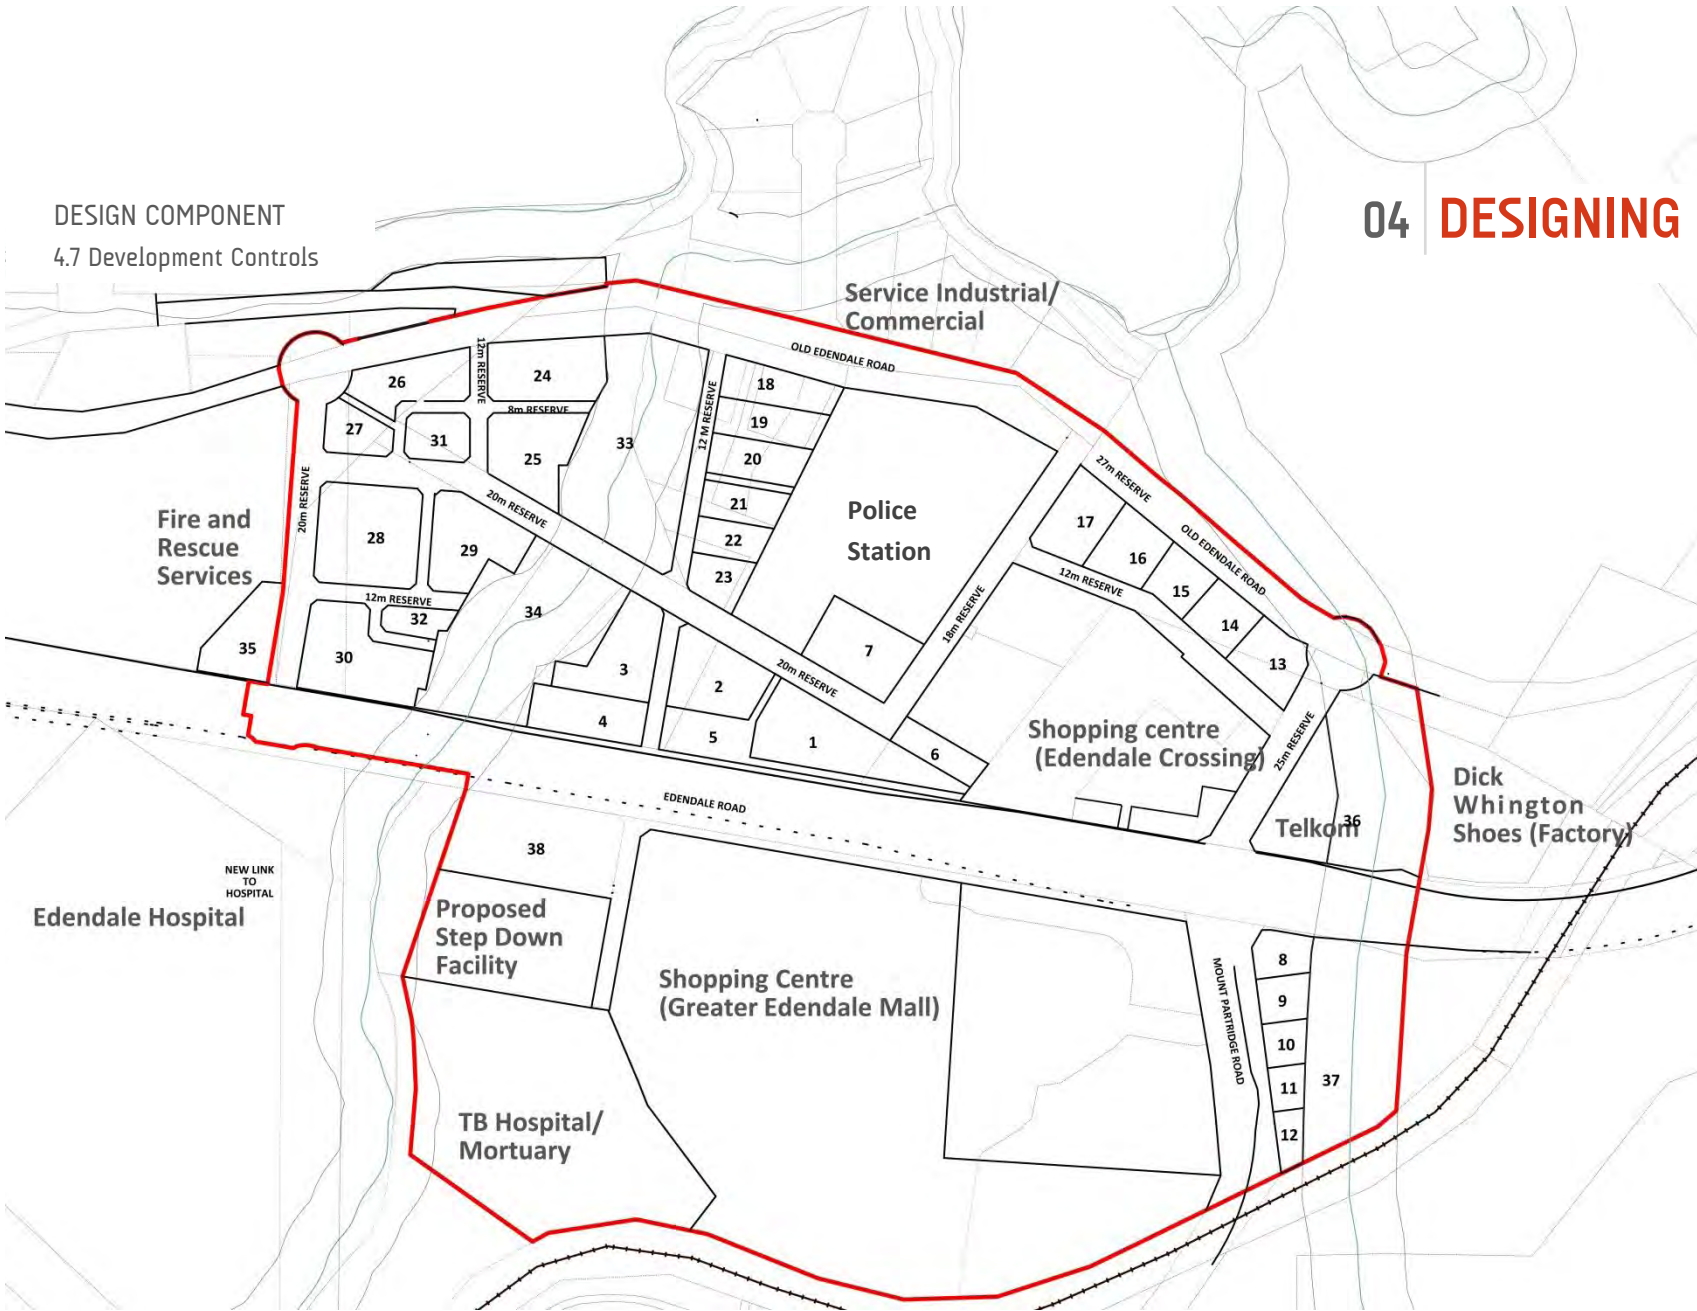 DESIGN COMPONENT
4.7 Development Controls
04 DESIGNING
Service Industrial/
Commercial
OLD EDENDALE ROAD
12m RESERVE
26
24
8m RESERVE
27
31
25
33
12 M RESERVE
18
19
20
21
22
23
20m RESERVE
20m RESERVE
Fire and
Rescue
Services
28
29
12m RESERVE
32
30
34
35
Police
Station
27m RESERVE
OLD EDENDALE ROAD
17
16
15
14
13
12m RESERVE
18m RESERVE
7
20m RESERVE
3
2
4
5
1
6
Shopping centre
(Edendale Crossing)
25m RESERVE
Telkom
36
Dick
Whington
Shoes (Factory)
EDENDALE ROAD
38
NEW LINK
TO
HOSPITAL
Edendale Hospital
Proposed
Step Down
Facility
Shopping Centre
(Greater Edendale Mall)
MOUNT PARTRIDGE ROAD
8
9
10
11
12
37
TB Hospital/
Mortuary